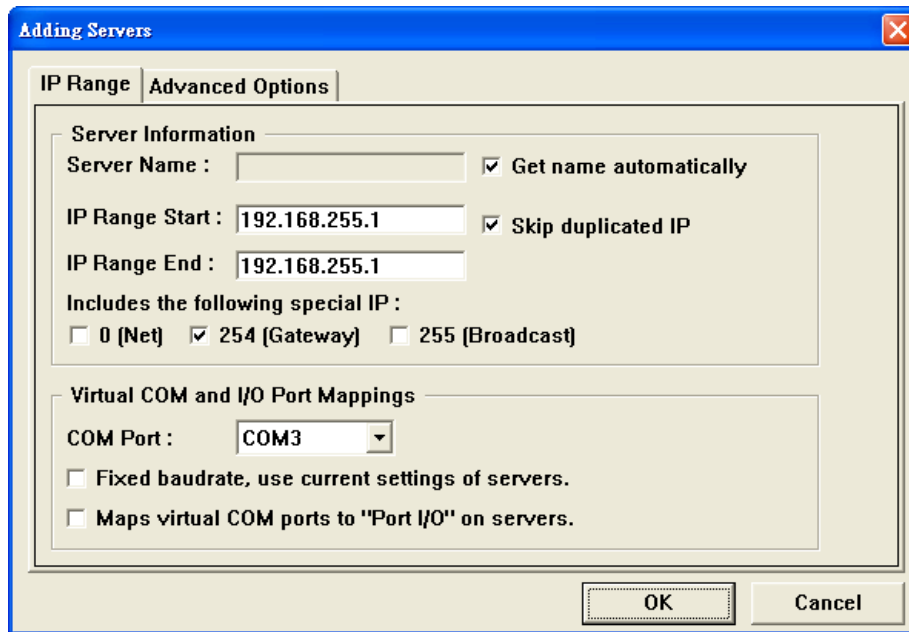 Adding Servers
IP Range Advanced Options
Server Information
Server Name : Get name automatically
IP Range Start : 192.168.255.1 Skip duplicated IP
IP Range End : 192.168.255.1
Includes the following special IP :
0 (Net) 254 (Gateway) 255 (Broadcast)
Virtual COM and I/O Port Mappings
COM Port : COM3
Fixed baudrate, use current settings of servers.
Maps virtual COM ports to "Port I/O" on servers.
OK Cancel